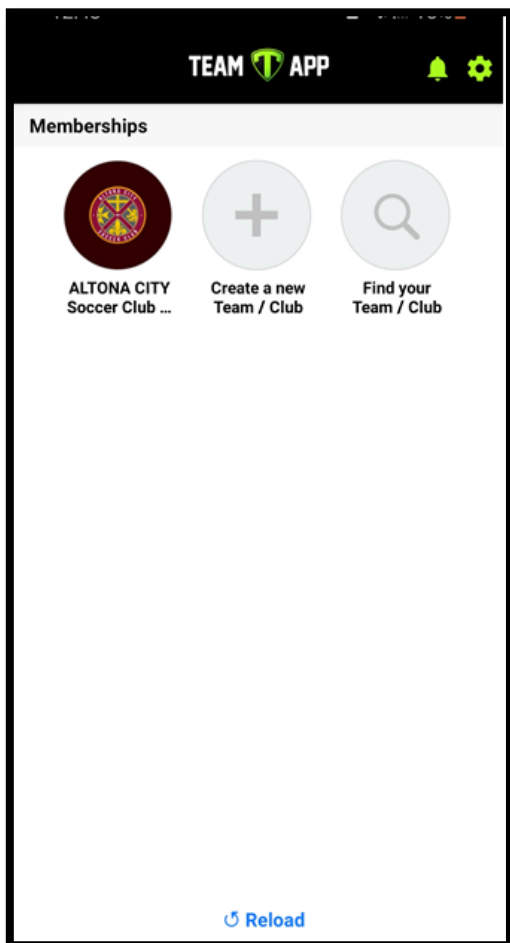 TEAM T APP
Memberships
ALTONA CITY
Soccer Club ...
Create a new
Team / Club
Find your
Team / Club
Reload